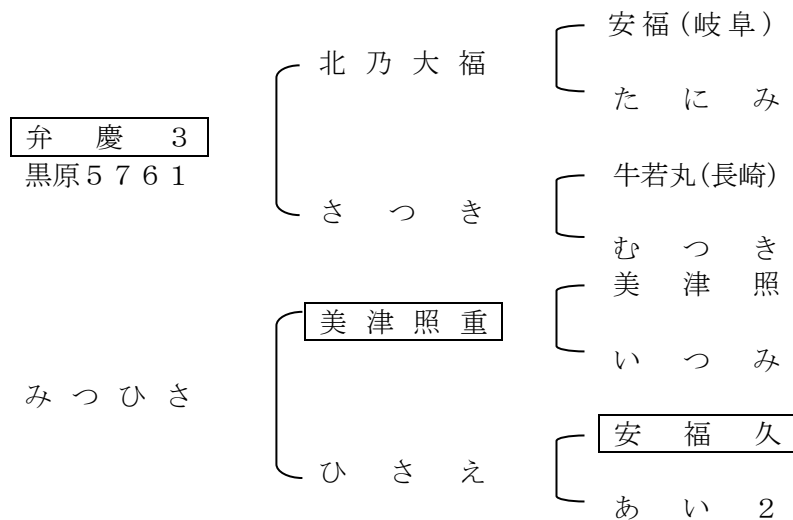 安福(岐阜)
北乃大福
たにみ
弁慶3
黒原5761
牛若丸(長崎)
さつき
むつき
美津照
美津照重
いつみ
みつひさ
安福久
ひさえ
あい2